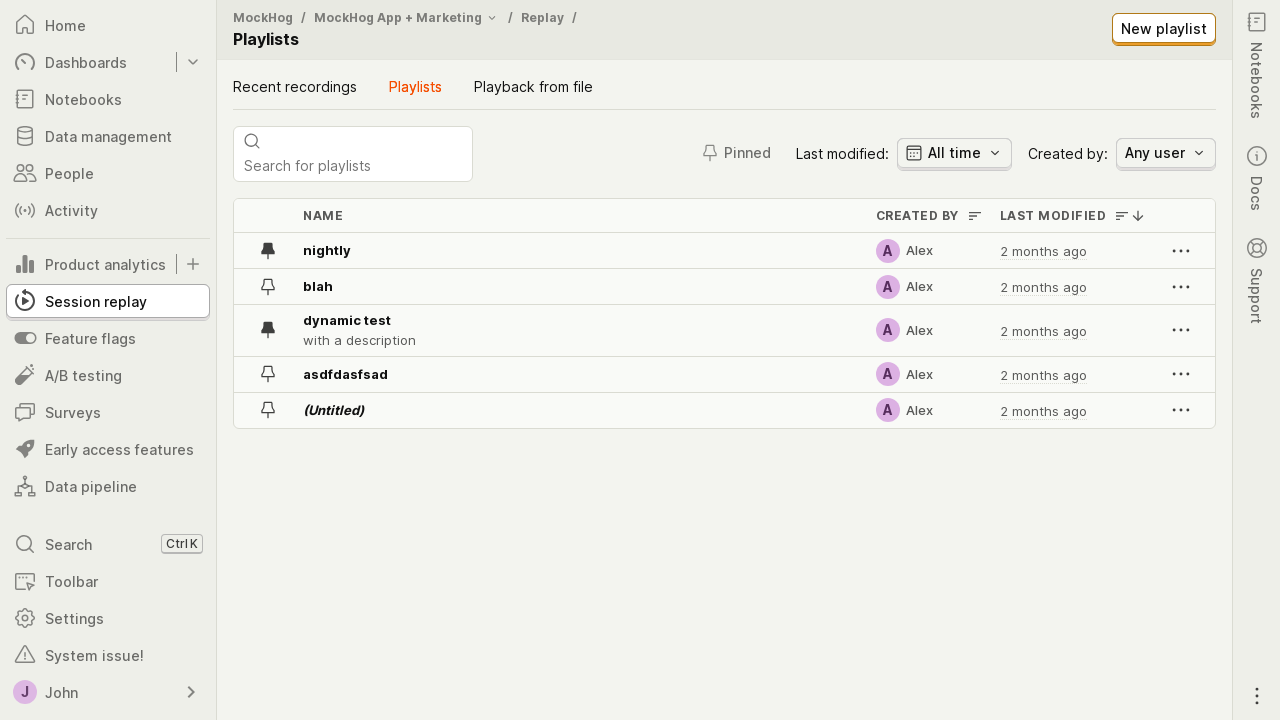 Home
Dashboards
Notebooks
Data management
People
Activity
Product analytics
Session replay
Feature flags
A/B testing
Surveys
Early access features
Data pipeline
Search
Ctrl K
Toolbar
Settings
System issue!
J
John
MockHog / MockHog App + Marketing / Replay /
Playlists
New playlist
Recent recordings
Playlists
Playback from file
Search for playlists
Pinned
Last modified:
All time
Created by:
Any user
NAME
CREATED BY
LAST MODIFIED
nightly
A
Alex
2 months ago
blah
A
Alex
2 months ago
dynamic test
with a description
A
Alex
2 months ago
asdfdasfsad
A
Alex
2 months ago
(Untitled)
A
Alex
2 months ago
Notebooks
Docs
Support